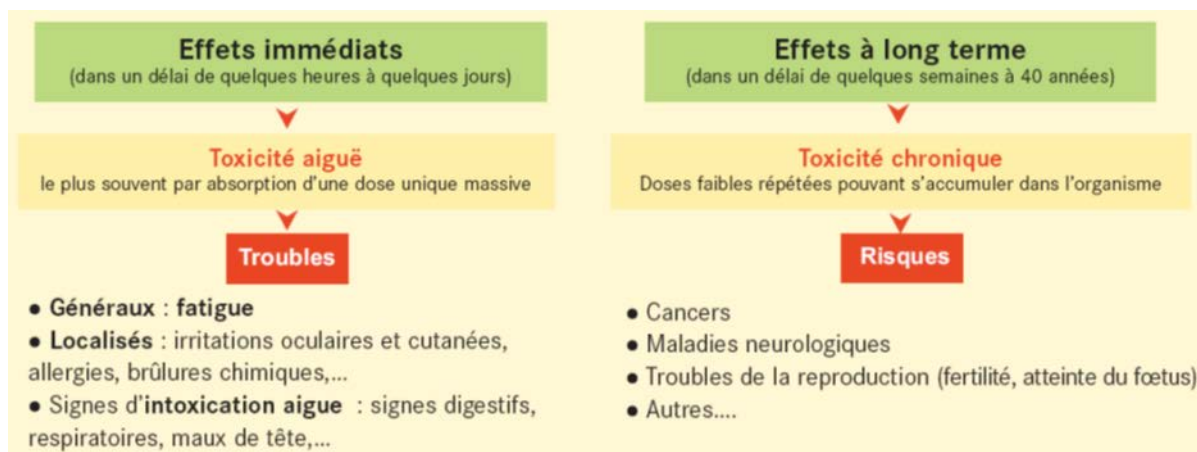 Effets immédiats
(dans un délai de quelques heures à quelques jours)
Toxicité aiguë
le plus souvent par absorption d'une dose unique massive
Troubles
● Généraux : fatigue
● Localisés : irritations oculaires et cutanées,
allergies, brûlures chimiques,...
● Signes d'intoxication aigue : signes digestifs,
respiratoires, maux de tête,...
Effets à long terme
(dans un délai de quelques semaines à 40 années)
Toxicité chronique
Doses faibles répétées pouvant s'accumuler dans l'organisme
Risques
● Cancers
● Maladies neurologiques
● Troubles de la reproduction (fertilité, atteinte du fœtus)
● Autres....